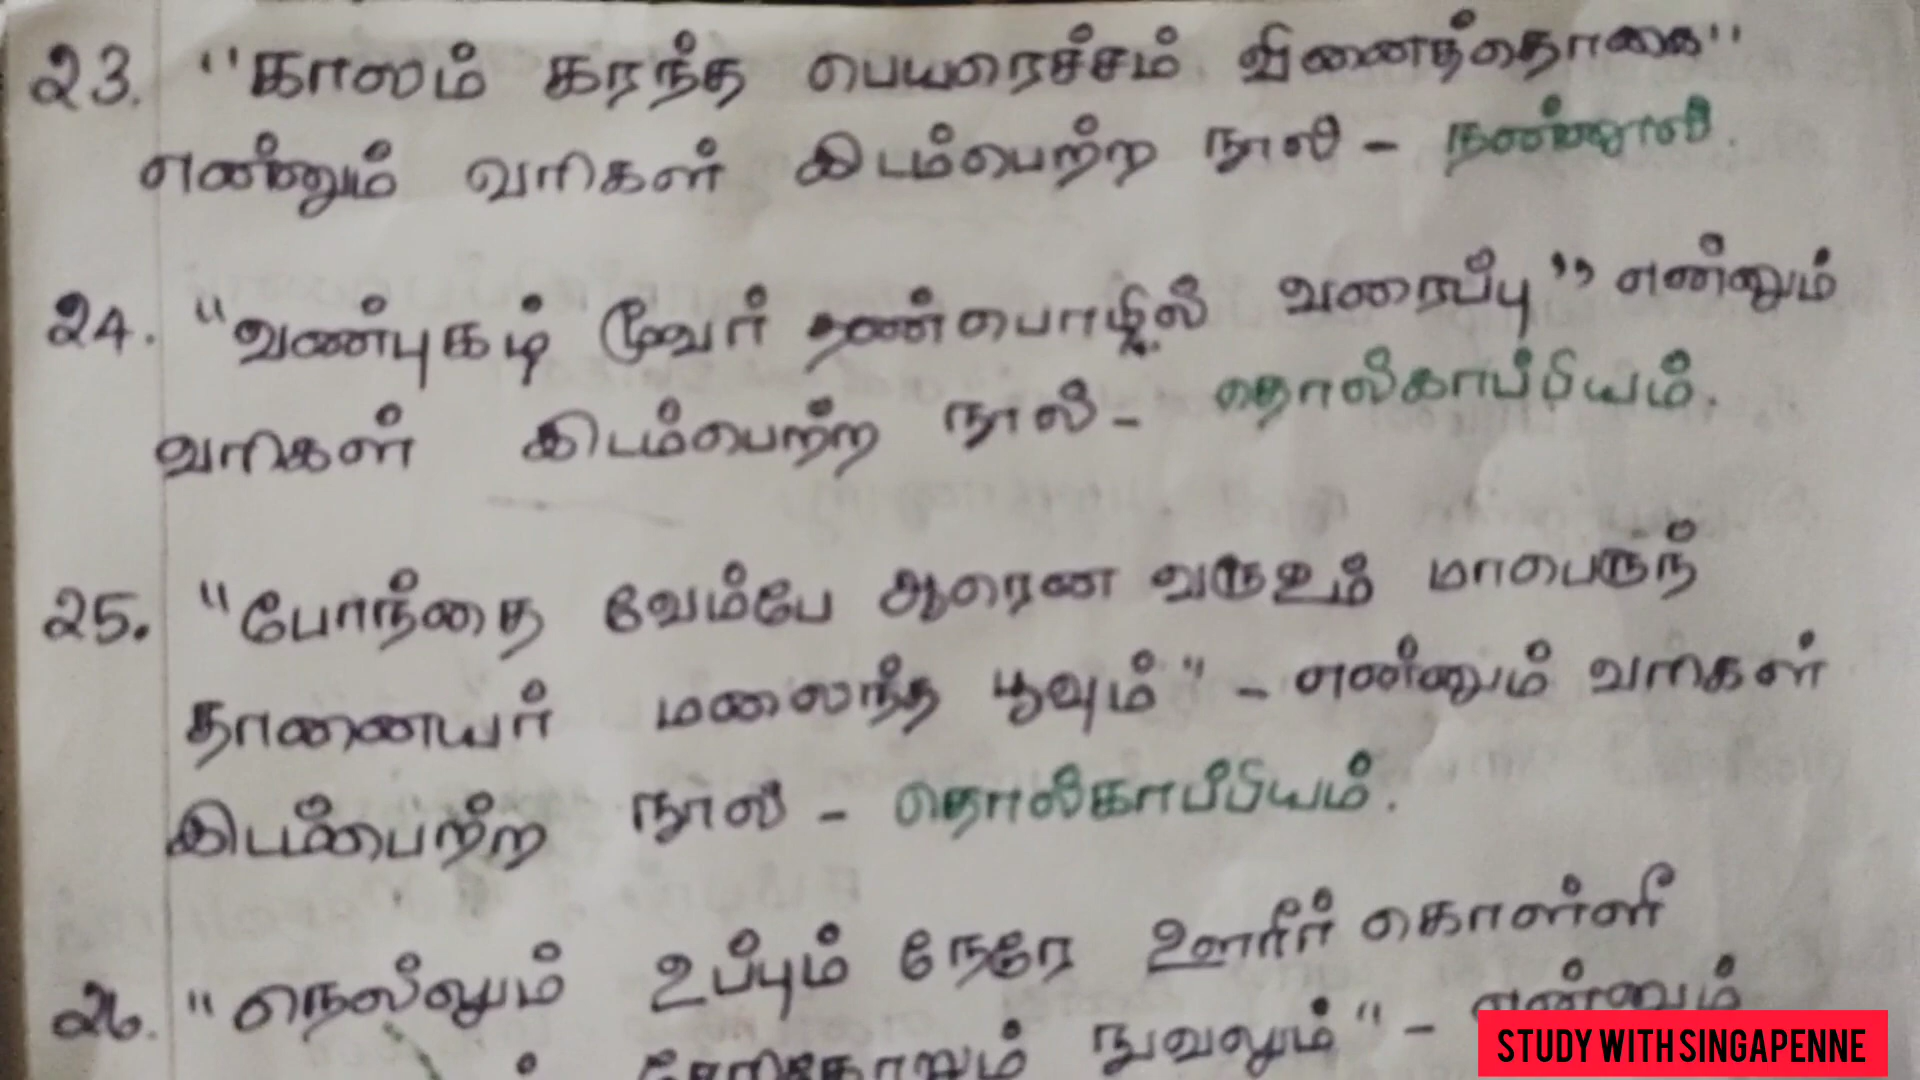 23. "காலம் கரந்த பெயரெச்சம் வினைத்தொகை"
என்னும் வரிகள் இடம்பெற்ற நூல் - நன்னூல்.
24. "வண்புகழ் மூவர் தண்பொழில் வரைப்பு" என்னும்
வரிகள் இடம்பெற்ற நூல் - தொல்காப்பியம்.
25. "போந்தை வேம்பே ஆரென வரூஉம் மாபெருந்
தானையர் மலைந்த பூவும்" - என்னும் வரிகள்
இடம்பெற்ற நூல் - தொல்காப்பியம்.
26. "நெல்லும் உப்பும் நேரே ஊரீர் கொள்ளீ
சேரிதொறும் நுவலும்" - என்னும்
STUDY WITH SINGAPENNE